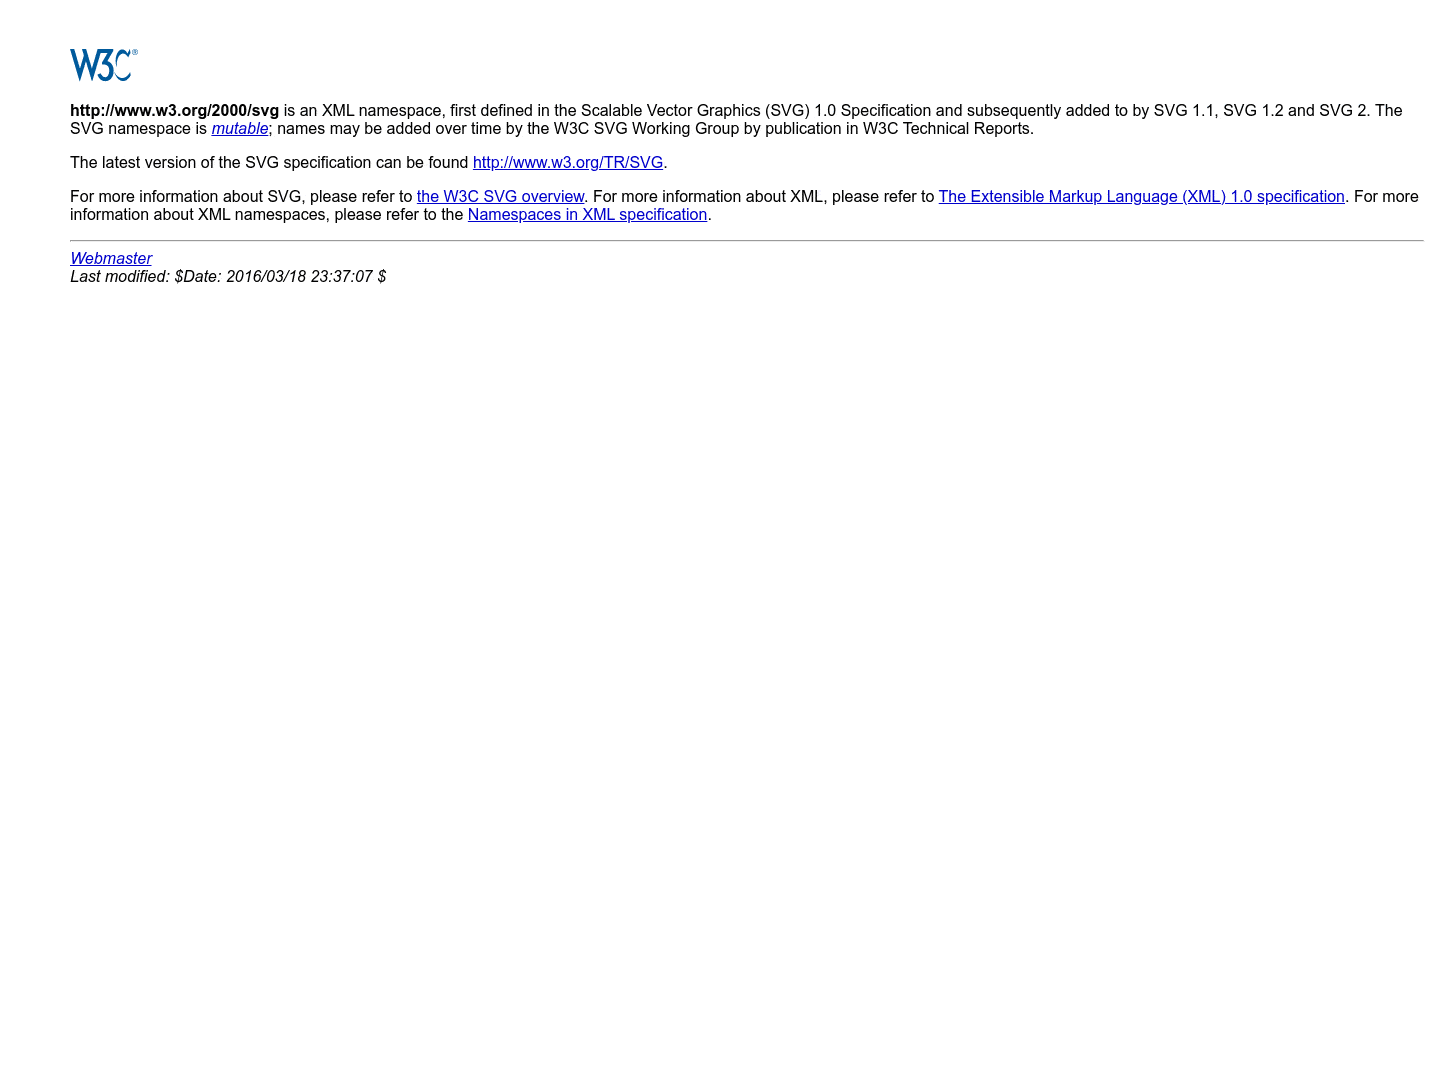 W3C®
http://www.w3.org/2000/svg is an XML namespace, first defined in the Scalable Vector Graphics (SVG) 1.0 Specification and subsequently added to by SVG 1.1, SVG 1.2 and SVG 2. The
SVG namespace is mutable; names may be added over time by the W3C SVG Working Group by publication in W3C Technical Reports.
The latest version of the SVG specification can be found http://www.w3.org/TR/SVG.
For more information about SVG, please refer to the W3C SVG overview. For more information about XML, please refer to The Extensible Markup Language (XML) 1.0 specification. For more
information about XML namespaces, please refer to the Namespaces in XML specification.
Webmaster
Last modified: $Date: 2016/03/18 23:37:07 $